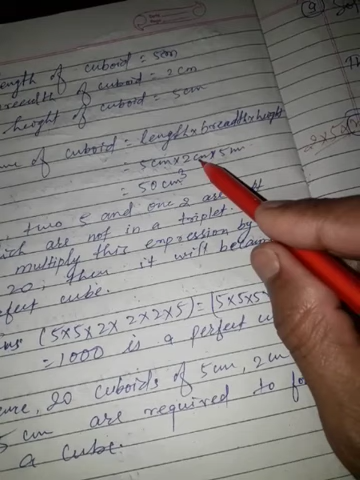 length of cuboid = 5cm
breadth of cuboid = 2cm
height of cuboid = 5cm
of cuboid = length × breadth × height
= 5cm × 2cm × 5m
= 50cm³
two 5 and one 2 are
which are not in a triplet.
multiply this expression by
20; then it will became
perfect cube.
(5×5×2×2×2×5) = (5×5×5
= 1000 is a perfect
20 cuboids of 5cm, 2cm
5 cm are required to fo
a cube.